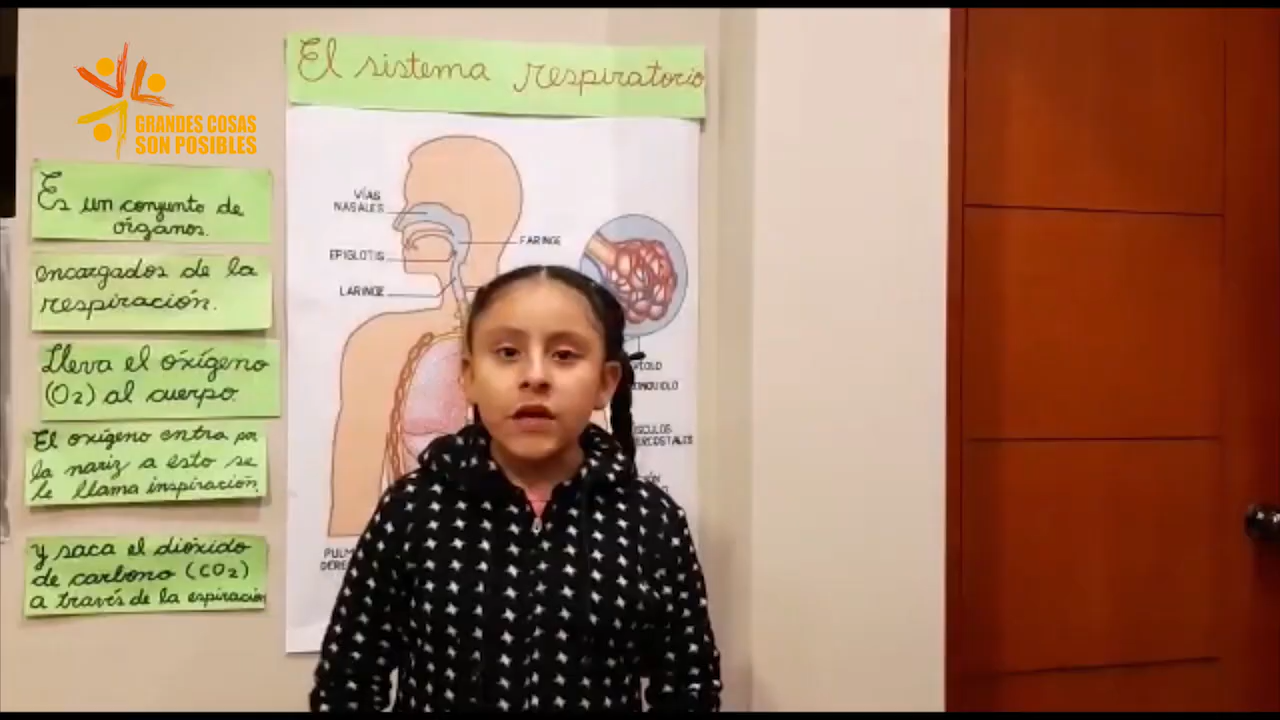 GRANDES COSAS
SON POSIBLES
El sistema respiratorio
Es un conjunto de
órganos.
encargados de la
respiración.
Lleva el oxígeno
(O2) al cuerpo
El oxígeno entra por
la nariz a esto se
le llama inspiración.
y saca el dióxido
de carbono (CO2)
a través de la espiración
VÍAS
NASALES
FARINGE
EPIGLOTIS
LARINGE